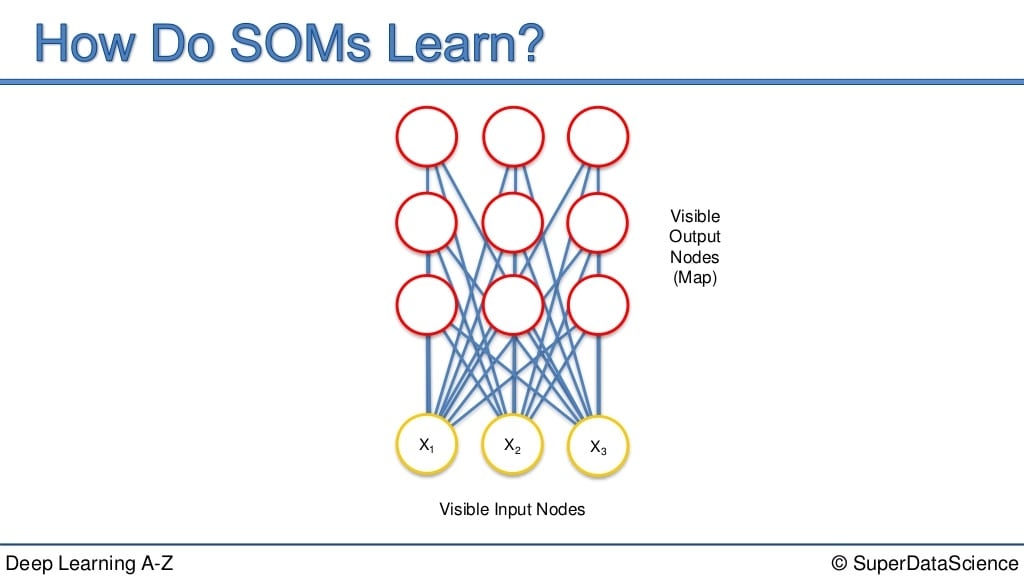 How Do SOMs Learn?
Visible
Output
Nodes
(Map)
X₁ X₂ X₃
Visible Input Nodes
Deep Learning A-Z
© SuperDataScience